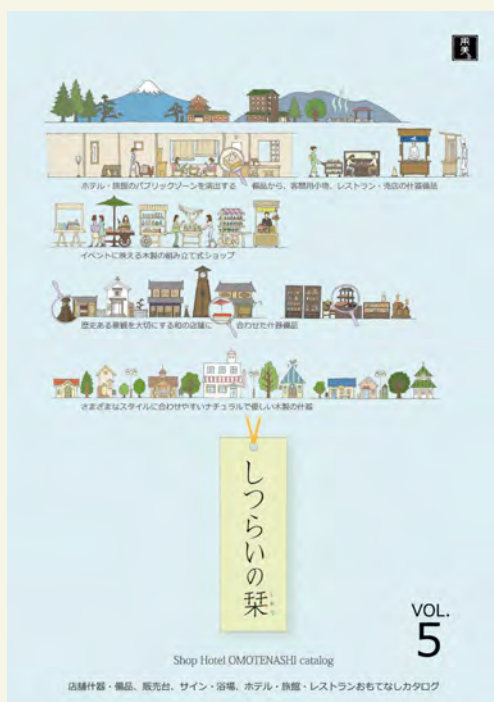 用美
ホテル・旅館のパブリックゾーンを演出する 備品から、客間用小物、レストラン・売店の什器備品
イベントに映える木製の組み立て式ショップ
歴史ある景観を大切にする和の店舗に 合わせた什器備品
さまざまなスタイルに合わせやすいナチュラルで優しい木製の什器
しつらいの栞
しおり
VOL.
5
Shop Hotel OMOTENASHI catalog
店舗什器・備品、販売台、サイン・浴場、ホテル・旅館・レストランおもてなしカタログ